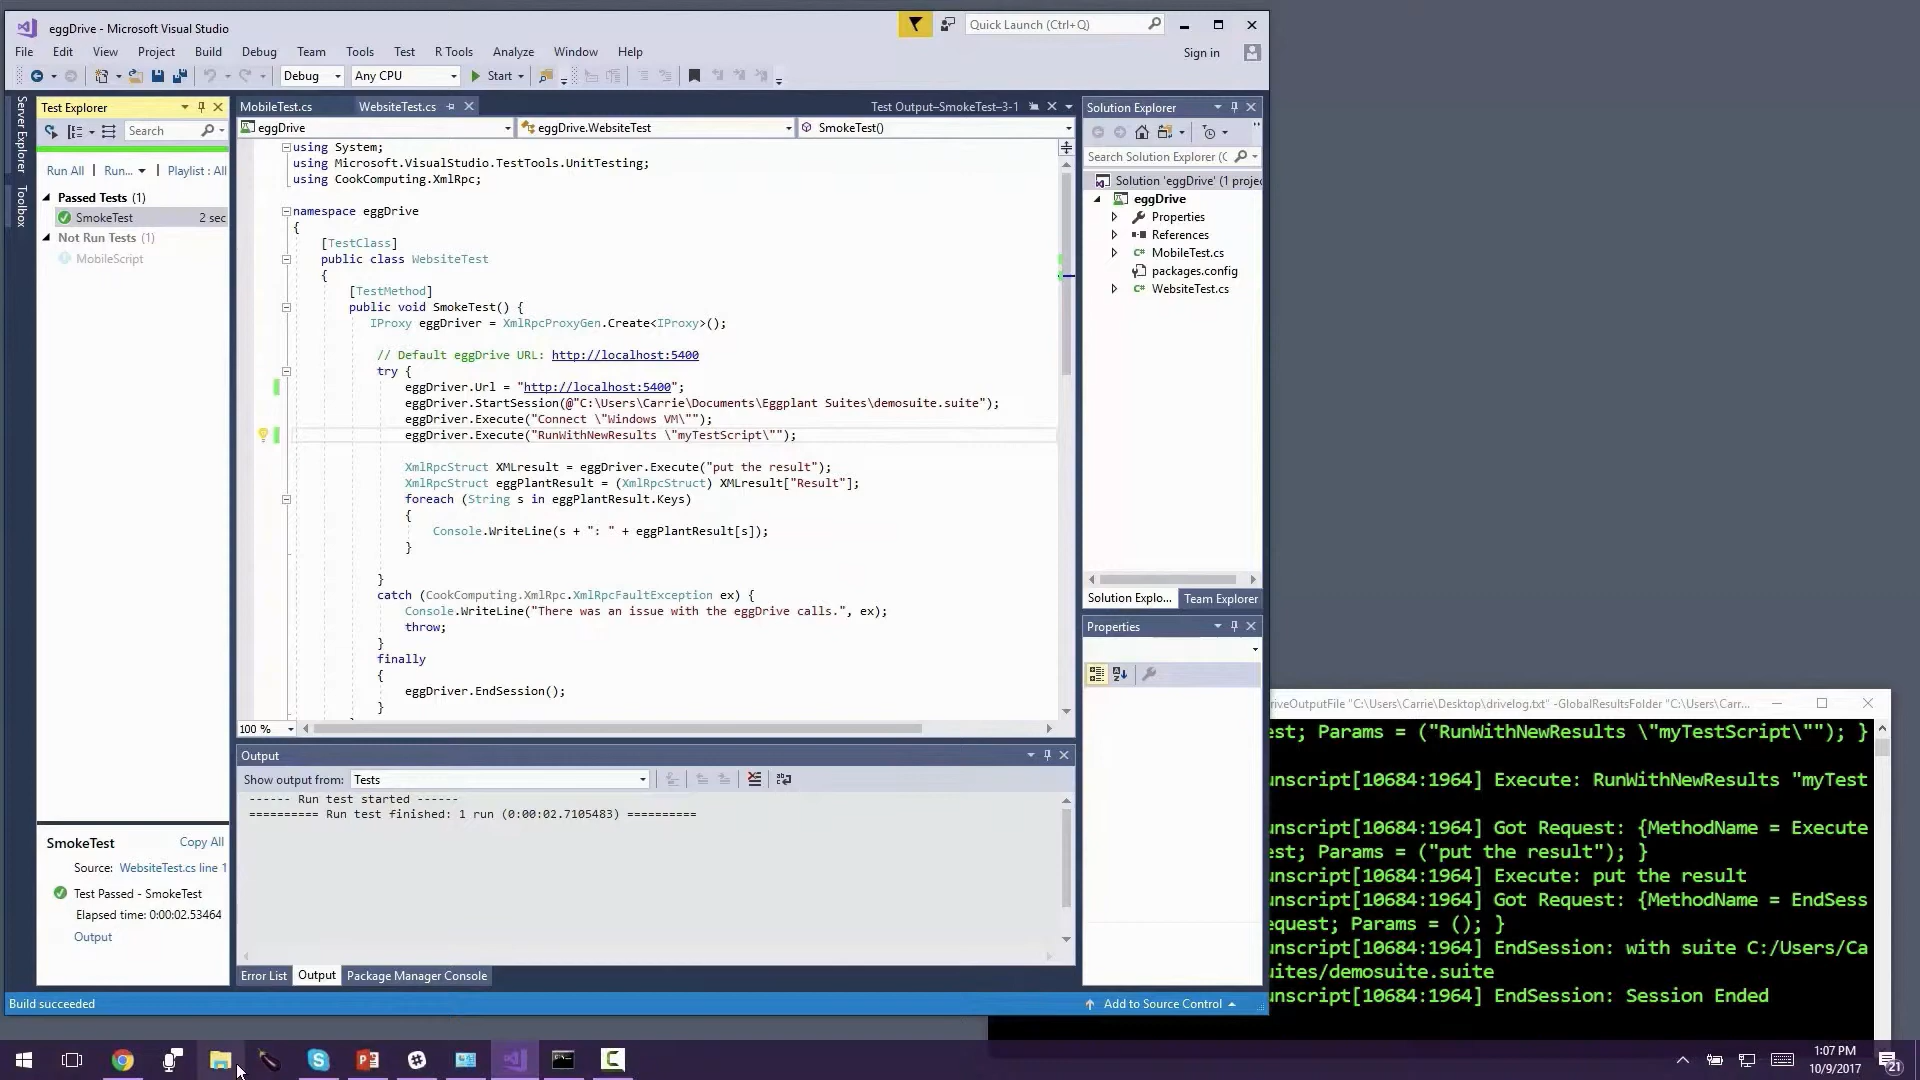 eggDrive - Microsoft Visual Studio
Quick Launch (Ctrl+Q)
File Edit View Project Build Debug Team Tools Test R Tools Analyze Window Help
Sign in
Debug Any CPU Start
Server Explorer
Toolbox
Test Explorer
Search
Run All | Run... | Playlist : All
Passed Tests (1)
SmokeTest 2 sec
Not Run Tests (1)
MobileScript
SmokeTest Copy All
Source: WebsiteTest.cs line 1
Test Passed - SmokeTest
Elapsed time: 0:00:02.53464
Output
MobileTest.cs WebsiteTest.cs Test Output–SmokeTest–3-1
eggDrive eggDrive.WebsiteTest SmokeTest()
using System;
using Microsoft.VisualStudio.TestTools.UnitTesting;
using CookComputing.XmlRpc;
namespace eggDrive
{
[TestClass]
public class WebsiteTest
{
[TestMethod]
public void SmokeTest() {
IProxy eggDriver = XmlRpcProxyGen.Create<IProxy>();
// Default eggDrive URL: http://localhost:5400
try {
eggDriver.Url = "http://localhost:5400";
eggDriver.StartSession(@"C:\Users\Carrie\Documents\Eggplant Suites\demosuite.suite");
eggDriver.Execute("Connect \"Windows VM\"");
eggDriver.Execute("RunWithNewResults \"myTestScript\"");
XmlRpcStruct XMLresult = eggDriver.Execute("put the result");
XmlRpcStruct eggPlantResult = (XmlRpcStruct) XMLresult["Result"];
foreach (String s in eggPlantResult.Keys)
{
Console.WriteLine(s + ": " + eggPlantResult[s]);
}
}
catch (CookComputing.XmlRpc.XmlRpcFaultException ex) {
Console.WriteLine("There was an issue with the eggDrive calls.", ex);
throw;
}
finally
{
eggDriver.EndSession();
}
100 %
Output
Show output from: Tests
------ Run test started ------
========== Run test finished: 1 run (0:00:02.7105483) ==========
Error List Output Package Manager Console
Solution Explorer
Search Solution Explorer (C
Solution 'eggDrive' (1 projec
eggDrive
Properties
References
MobileTest.cs
packages.config
WebsiteTest.cs
Solution Explo... Team Explorer
Properties
Build succeeded
Add to Source Control
riveOutputFile "C:\Users\Carrie\Desktop\drivelog.txt" -GlobalResultsFolder "C:\Users\Carr...
est; Params = ("RunWithNewResults \"myTestScript\""); }
unscript[10684:1964] Execute: RunWithNewResults "myTest
unscript[10684:1964] Got Request: {MethodName = Execute
est; Params = ("put the result"); }
unscript[10684:1964] Execute: put the result
unscript[10684:1964] Got Request: {MethodName = EndSess
equest; Params = (); }
unscript[10684:1964] EndSession: with suite C:/Users/Ca
uites/demosuite.suite
unscript[10684:1964] EndSession: Session Ended
1:07 PM
10/9/2017
21